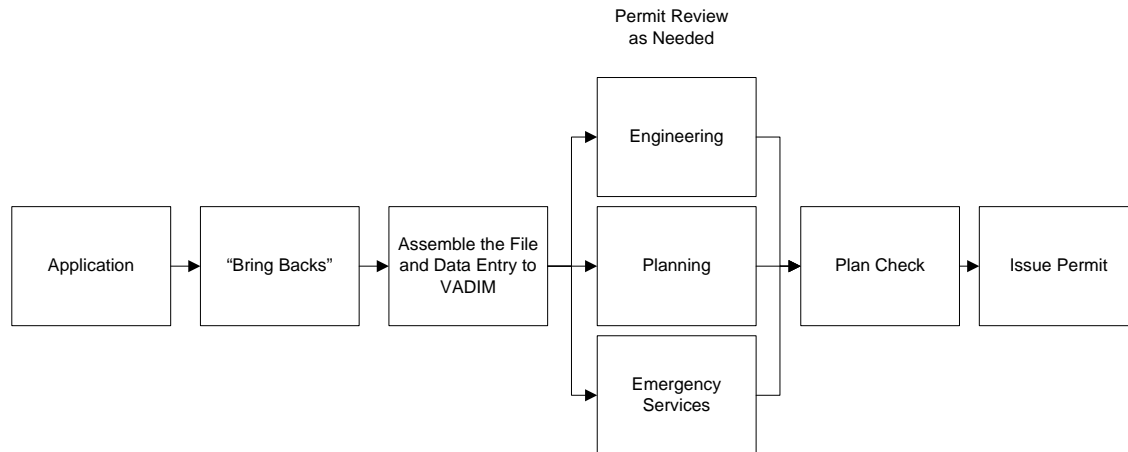 Permit Review
as Needed
Engineering
Application
“Bring Backs”
Assemble the File
and Data Entry to
VADIM
Planning
Plan Check
Issue Permit
Emergency
Services